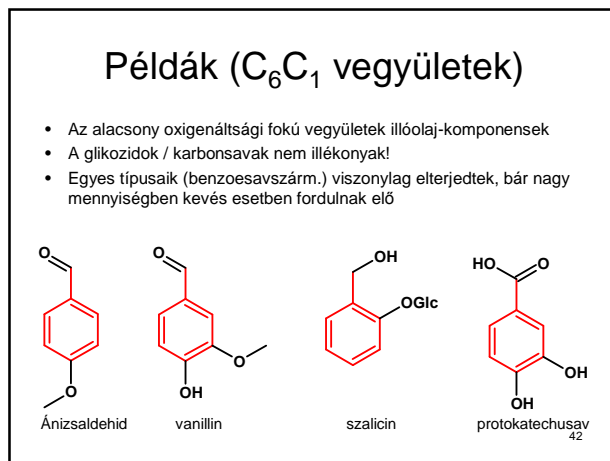 Példák (C₆C₁ vegyületek)
• Az alacsony oxigenáltsági fokú vegyületek illóolaj-komponensek
• A glikozidok / karbonsavak nem illékonyak!
• Egyes típusaik (benzoesavszárm.) viszonylag elterjedtek, bár nagy
mennyiségben kevés esetben fordulnak elő
O
O
Ánizsaldehid
O
O
OH
vanillin
OH
OGlc
szalicin
HO
O
OH
OH
protokatechusav
42